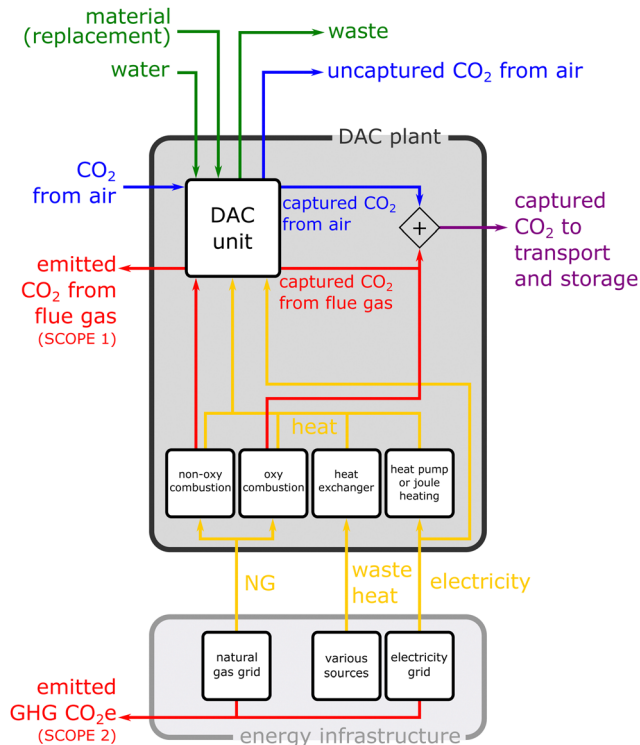 material
(replacement)
water
waste
uncaptured CO₂ from air
DAC plant
CO₂
from air
DAC
unit
captured CO₂
from air
+
captured
CO₂ to
transport
and storage
emitted
CO₂ from
flue gas
(SCOPE 1)
captured CO₂
from flue gas
heat
non-oxy
combustion
oxy
combustion
heat
exchanger
heat pump
or joule
heating
NG
waste
heat
electricity
natural
gas grid
various
sources
electricity
grid
emitted
GHG CO₂e
(SCOPE 2)
energy infrastructure